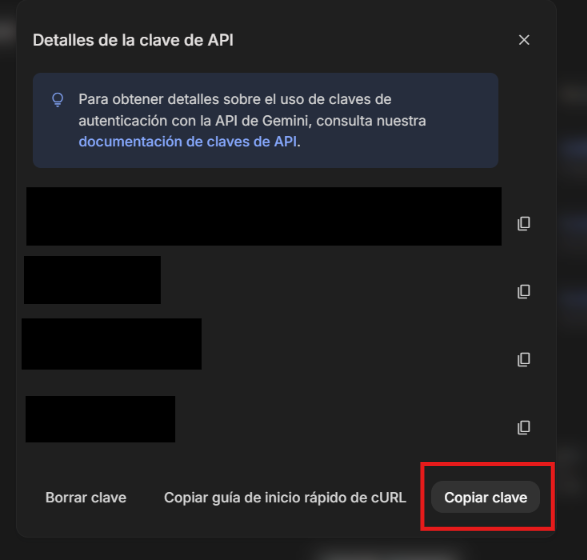 Detalles de la clave de API
Para obtener detalles sobre el uso de claves de
autenticación con la API de Gemini, consulta nuestra
documentación de claves de API.
Borrar clave
Copiar guía de inicio rápido de cURL
Copiar clave